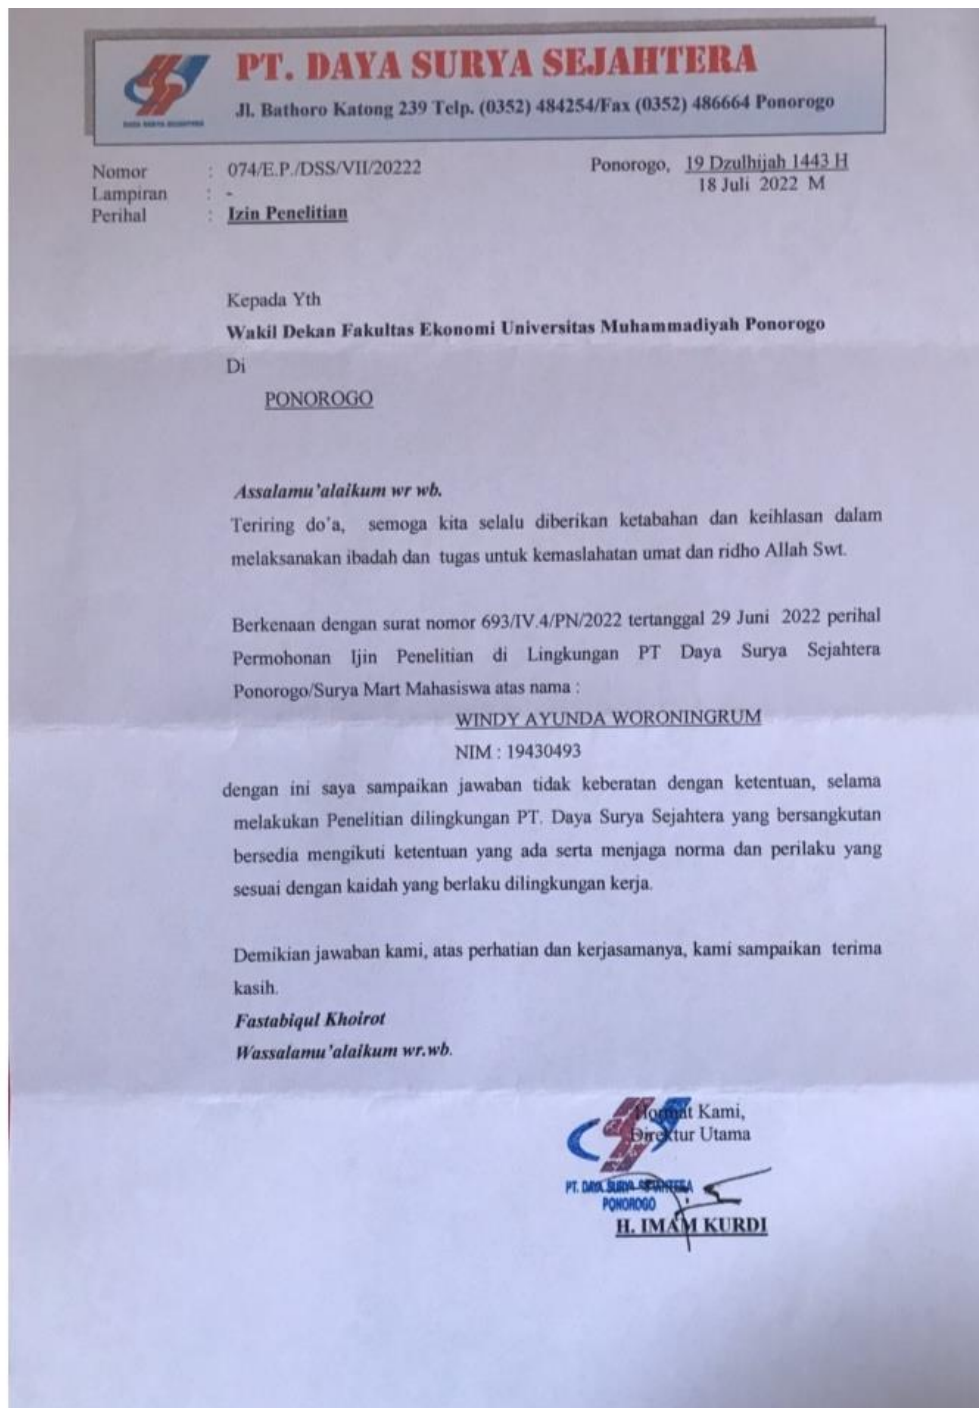 PT. DAYA SURYA SEJAHTERA
Jl. Bathoro Katong 239 Telp. (0352) 484254/Fax (0352) 486664 Ponorogo
DAYA SURYA SEJAHTERA
Nomor : 074/E.P./DSS/VII/20222
Ponorogo, 19 Dzulhijah 1443 H
Lampiran : -
18 Juli 2022 M
Perihal : Izin Penelitian
Kepada Yth
Wakil Dekan Fakultas Ekonomi Universitas Muhammadiyah Ponorogo
Di
PONOROGO
Assalamu'alaikum wr wb.
Teriring do'a, semoga kita selalu diberikan ketabahan dan keihlasan dalam
melaksanakan ibadah dan tugas untuk kemaslahatan umat dan ridho Allah Swt.
Berkenaan dengan surat nomor 693/IV.4/PN/2022 tertanggal 29 Juni 2022 perihal
Permohonan Ijin Penelitian di Lingkungan PT Daya Surya Sejahtera
Ponorogo/Surya Mart Mahasiswa atas nama :
WINDY AYUNDA WORONINGRUM
NIM : 19430493
dengan ini saya sampaikan jawaban tidak keberatan dengan ketentuan, selama
melakukan Penelitian dilingkungan PT. Daya Surya Sejahtera yang bersangkutan
bersedia mengikuti ketentuan yang ada serta menjaga norma dan perilaku yang
sesuai dengan kaidah yang berlaku dilingkungan kerja.
Demikian jawaban kami, atas perhatian dan kerjasamanya, kami sampaikan terima
kasih.
Fastabiqul Khoirot
Wassalamu'alaikum wr.wb.
Hormat Kami,
Direktur Utama
PT. DAYA SURYA SEJAHTERA
PONOROGO
H. IMAM KURDI